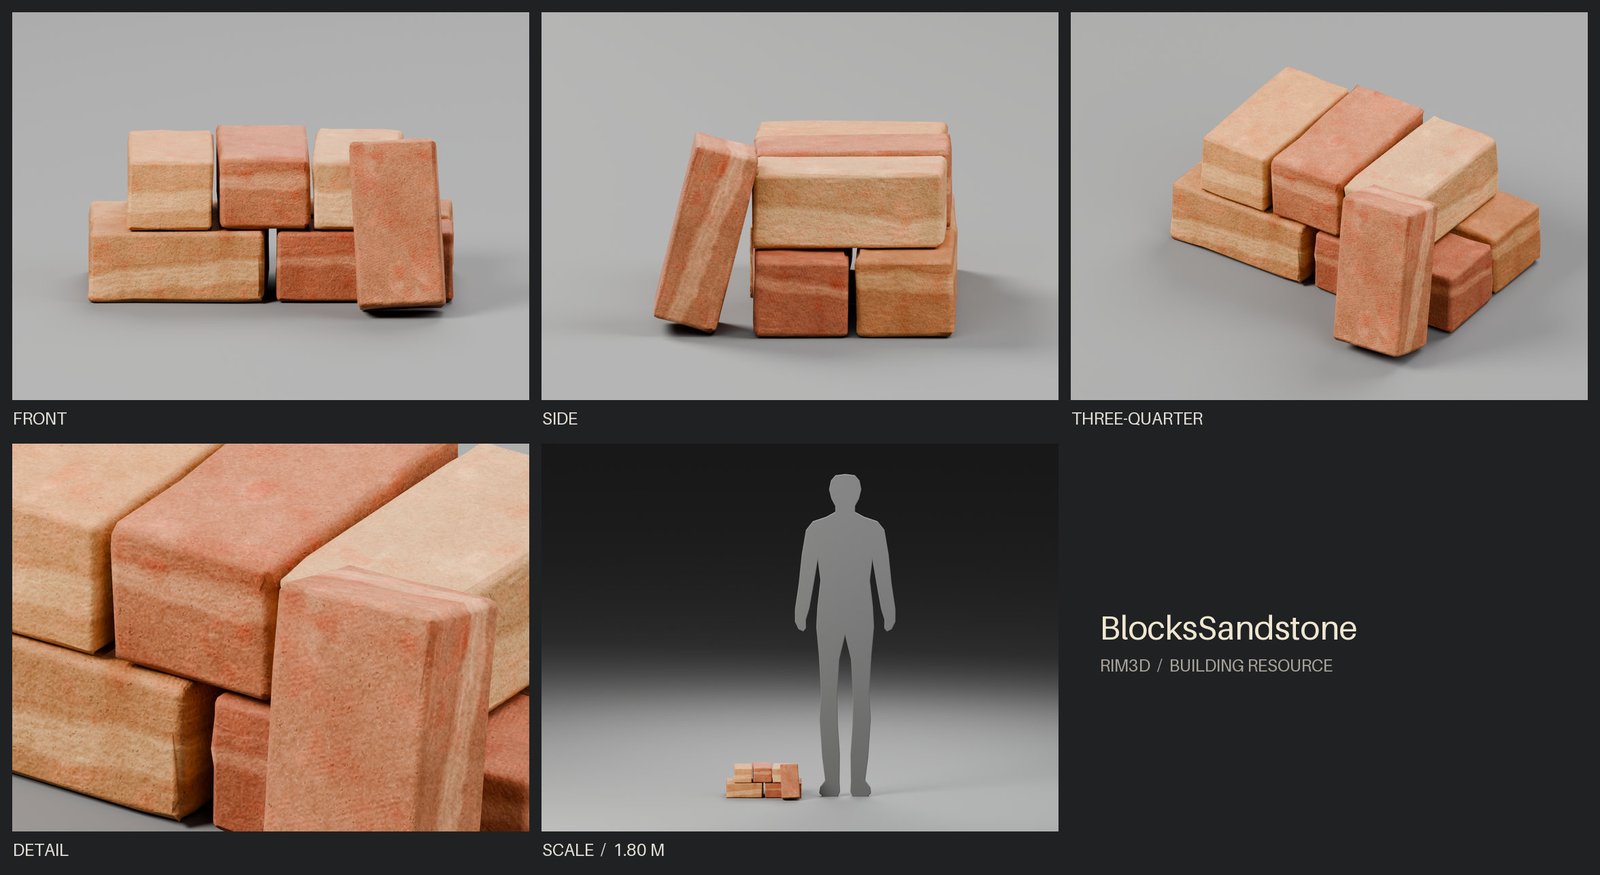 FRONT
SIDE
THREE-QUARTER
DETAIL
SCALE / 1.80 M
BlocksSandstone
RIM3D / BUILDING RESOURCE